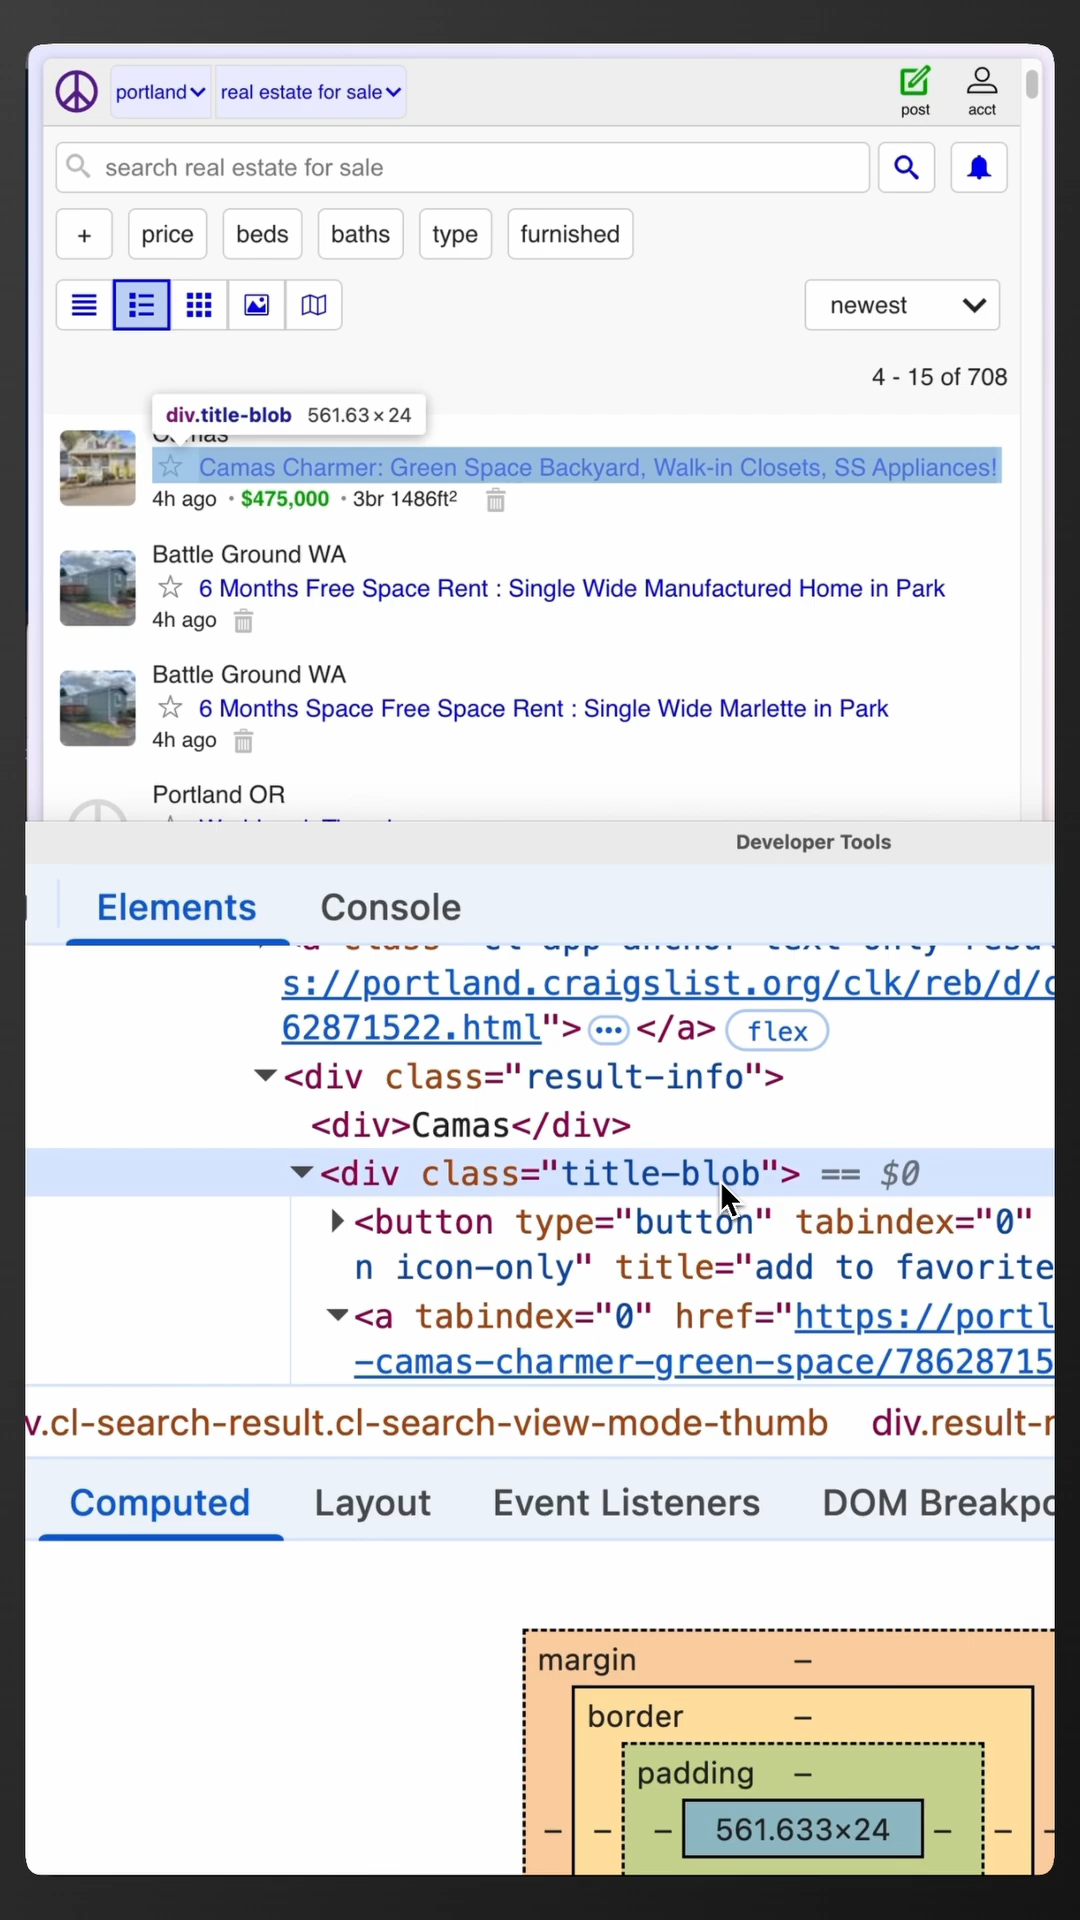 portland
real estate for sale
post
acct
search real estate for sale
+
price
beds
baths
type
furnished
newest
4 - 15 of 708
div.title-blob 561.63 × 24
Camas
☆ Camas Charmer: Green Space Backyard, Walk-in Closets, SS Appliances!
4h ago · $475,000 · 3br 1486ft²
Battle Ground WA
☆ 6 Months Free Space Rent : Single Wide Manufactured Home in Park
4h ago
Battle Ground WA
☆ 6 Months Space Free Space Rent : Single Wide Marlette in Park
4h ago
Portland OR
Developer Tools
Elements
Console
s://portland.craigslist.org/clk/reb/d/c
62871522.html"> ••• </a> flex
▼<div class="result-info">
<div>Camas</div>
▼<div class="title-blob"> == $0
▶<button type="button" tabindex="0"
n icon-only" title="add to favorite
▼<a tabindex="0" href="https://portl
-camas-charmer-green-space/78628715
v.cl-search-result.cl-search-view-mode-thumb div.result-r
Computed
Layout
Event Listeners
DOM Breakpo
margin –
border –
padding –
– – – 561.633×24 – – –